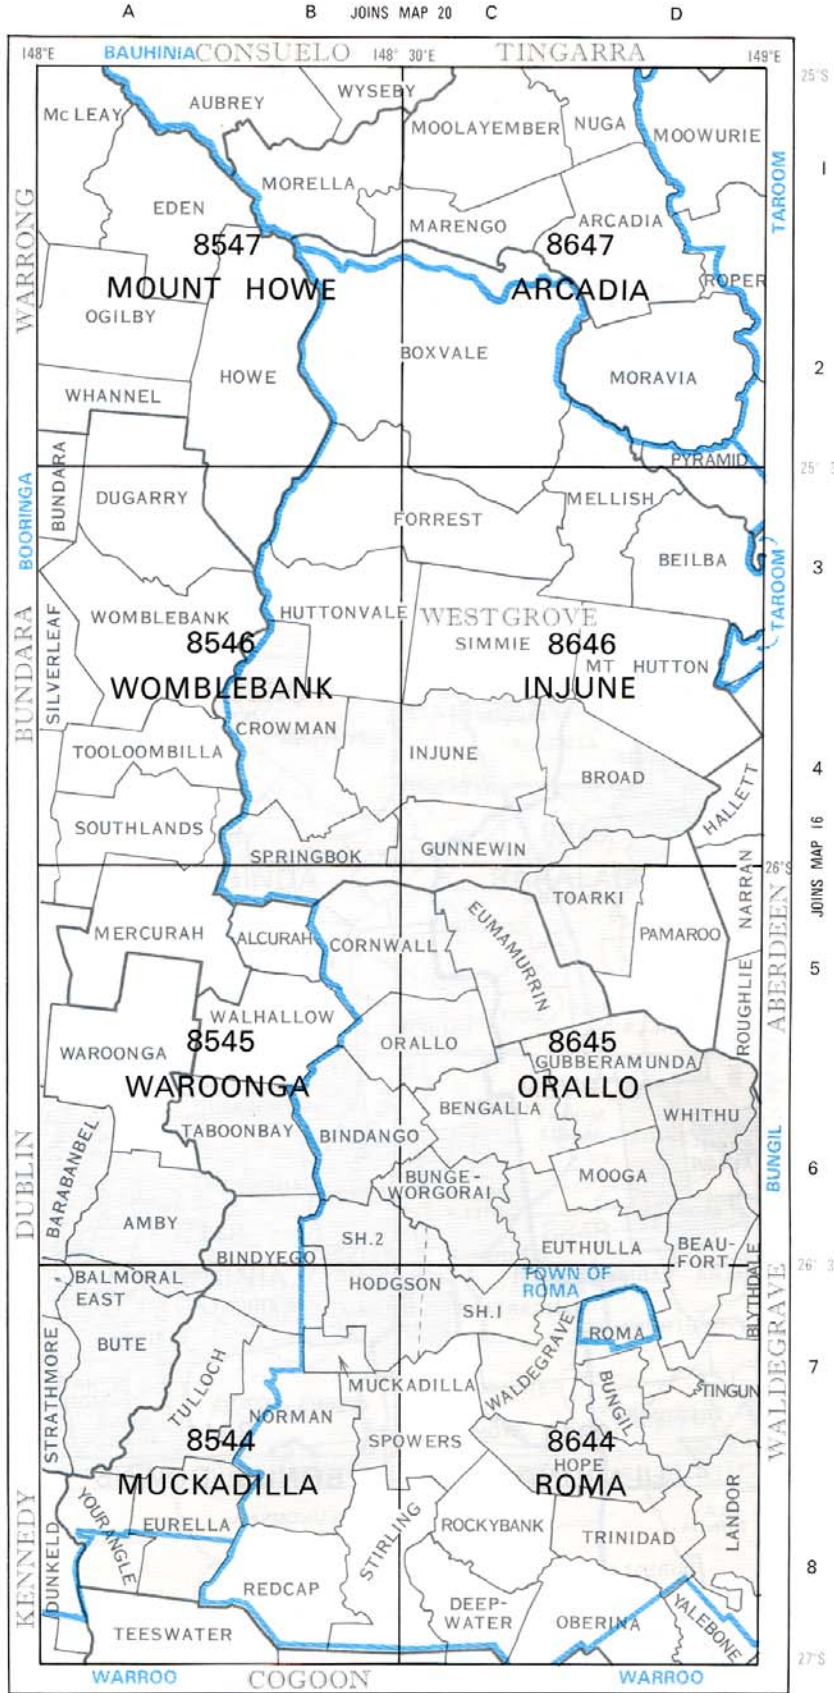 A B JOINS MAP 20 C D
148°E BAUHINIA CONSUELO 148° 30'E TINGARRA 149°E
25°S
McLEAY AUBREY WYSEBY MOOLAYEMBER NUGA MOOWURIE
1
TAROOM
WARRONG
MORELLA
EDEN MARENGO ARCADIA
8547 8647
MOUNT HOWE ARCADIA ROPER
OGILBY
BOXVALE
2
HOWE MORAVIA
WHANNEL
PYRAMID
25° 3
BOORINGA
BUNDARA
DUGARRY MELLISH
FORREST
BEILBA
3
TAROOM
BUNDARA
SILVERLEAF
WOMBLEBANK HUTTONVALE WESTGROVE
8546 SIMMIE 8646
MT HUTTON
WOMBLEBANK INJUNE
CROWMAN
TOOLOOMBILLA INJUNE
BROAD
4
HALLETT
SOUTHLANDS
SPRINGBOK GUNNEWIN
26°S
JOINS MAP 16
TOARKI
NARRAN
ABERDEEN
MERCURAH ALCURAH CORNWALL EUMAMURRIN PAMAROO
5
ROUGHLIE
WALHALLOW
8545 ORALLO 8645
WAROONGA GUBBERAMUNDA
WAROONGA ORALLO
BENGALLA WHITHU
TABOONBAY BINDANGO
DUBLIN
BARABANBEL
BUNGIL
6
BUNGE-
WORGORAI MOOGA
AMBY
SH.2
BINDYEGO EUTHULLA BEAU-
FORT
BLYTHDALE
26° 3
BALMORAL
EAST
HODGSON TOWN OF
ROMA
SH.1
ROMA
WALDEGRAVE
BUTE
STRATHMORE
TULLOCH
WALDEGRAVE
7
MUCKADILLA
BUNGIL
TINGUN
NORMAN
SPOWERS
8544 8644
HOPE
MUCKADILLA ROMA
KENNEDY
YOURANGLE
EURELLA
STIRLING
ROCKYBANK TRINIDAD
LANDOR
DUNKELD
8
REDCAP
DEEP-
WATER OBERINA
YALEBONE
TEESWATER
27°S
WARROO COGOON WARROO